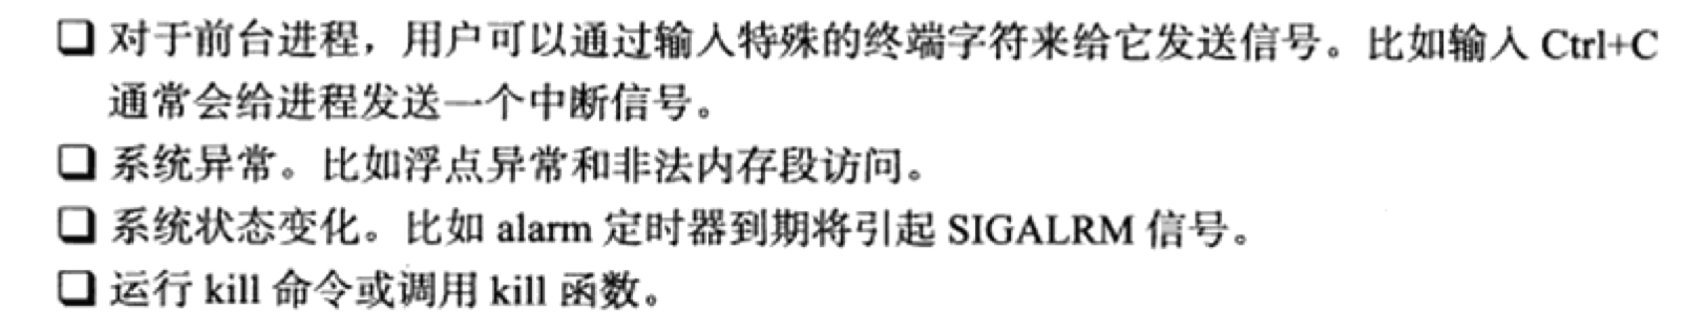 ❑ 对于前台进程，用户可以通过输入特殊的终端字符来给它发送信号。比如输入 Ctrl+C
通常会给进程发送一个中断信号。
❑ 系统异常。比如浮点异常和非法内存段访问。
❑ 系统状态变化。比如 alarm 定时器到期将引起 SIGALRM 信号。
❑ 运行 kill 命令或调用 kill 函数。